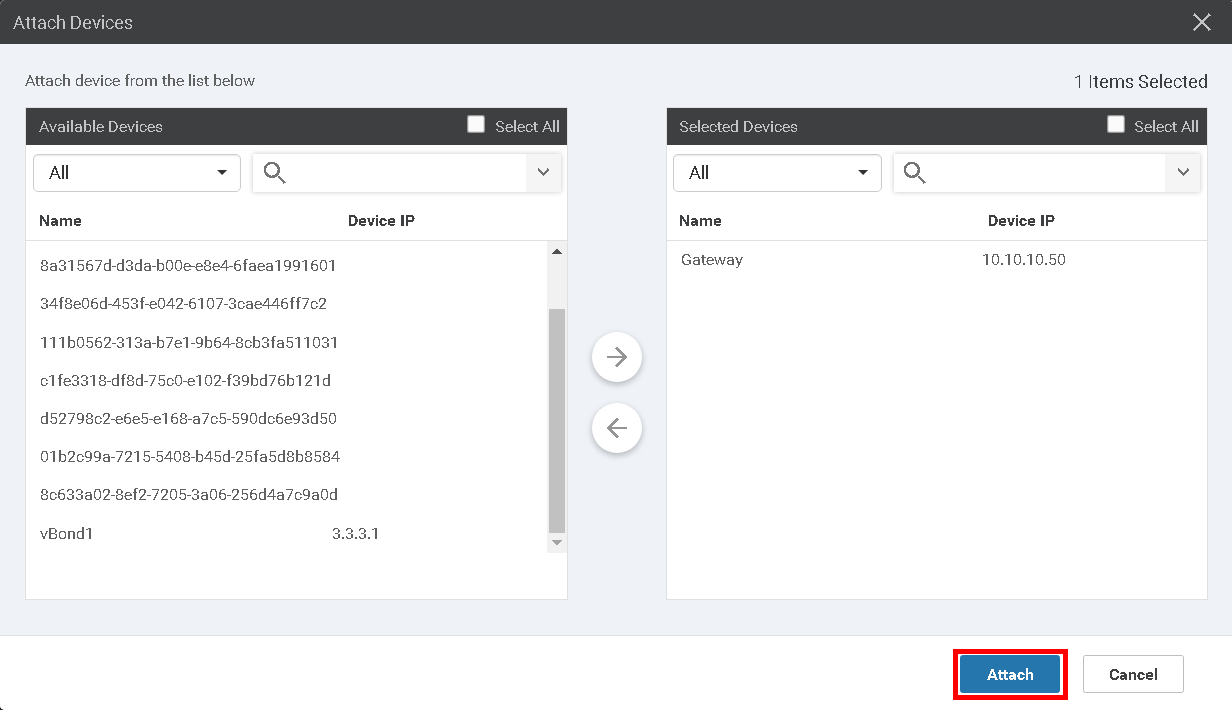 Attach Devices
Attach device from the list below
1 Items Selected
Available Devices
Select All
All
Name Device IP
8a31567d-d3da-b00e-e8e4-6faea1991601
34f8e06d-453f-e042-6107-3cae446ff7c2
111b0562-313a-b7e1-9b64-8cb3fa511031
c1fe3318-df8d-75c0-e102-f39bd76b121d
d52798c2-e6e5-e168-a7c5-590dc6e93d50
01b2c99a-7215-5408-b45d-25fa5d8b8584
8c633a02-8ef2-7205-3a06-256d4a7c9a0d
vBond1 3.3.3.1
Selected Devices
Select All
All
Name Device IP
Gateway 10.10.10.50
Attach
Cancel